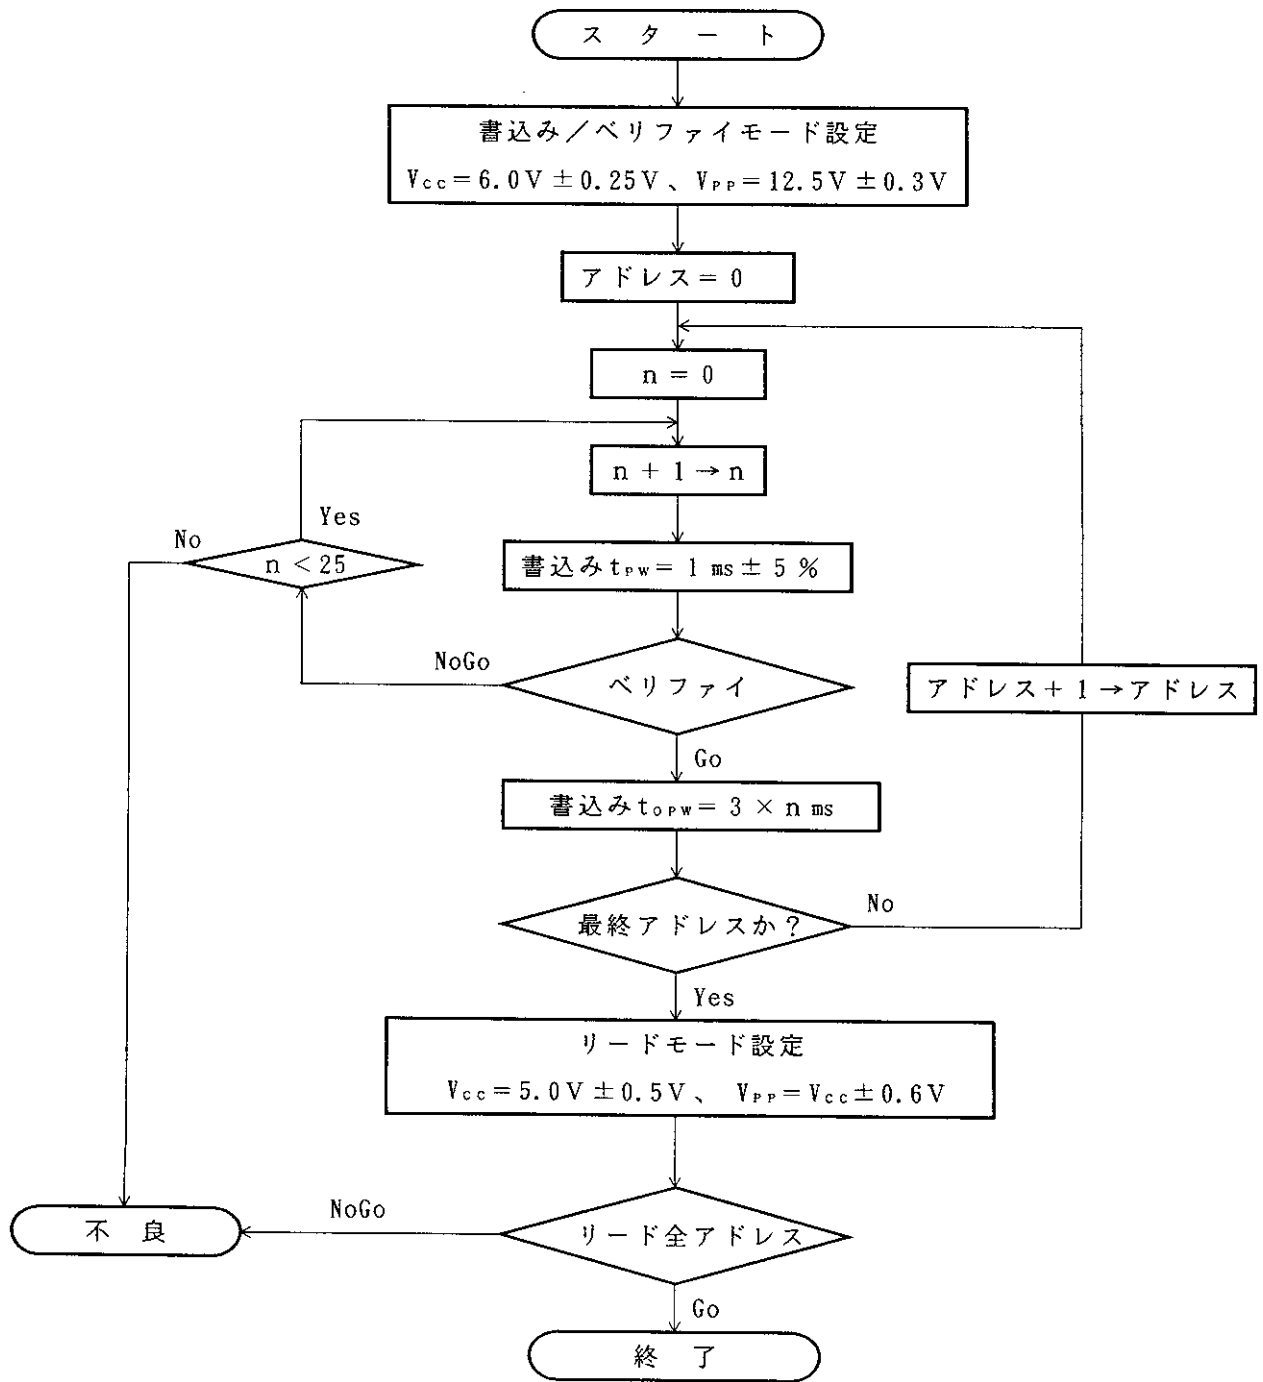 スタート
書込み／ベリファイモード設定
Vcc＝6.0V±0.25V、VPP＝12.5V±0.3V
アドレス＝0
n＝0
n＋1→n
Yes
No
n＜25
書込みtPW＝1ms±5％
NoGo
ベリファイ
アドレス＋1→アドレス
Go
書込みtOPW＝3×nms
No
最終アドレスか？
Yes
リードモード設定
Vcc＝5.0V±0.5V、VPP＝Vcc±0.6V
NoGo
不良
リード全アドレス
Go
終了